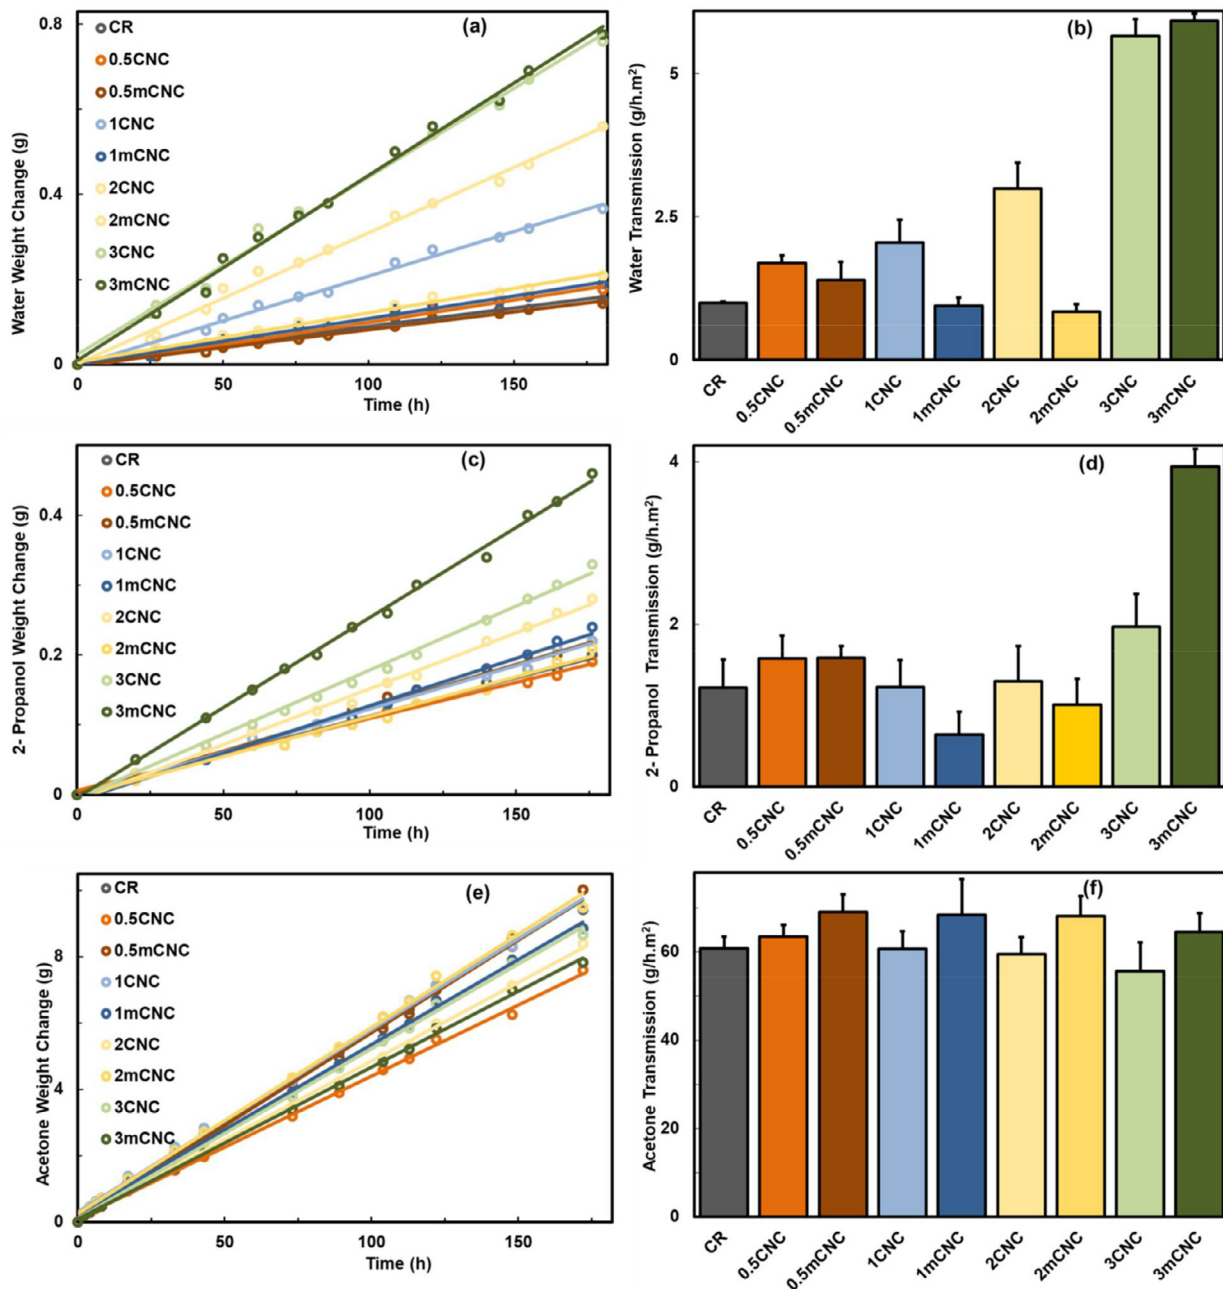 (a)
0.8
0.4
0
Water Weight Change (g)
CR
0.5CNC
0.5mCNC
1CNC
1mCNC
2CNC
2mCNC
3CNC
3mCNC
0 50 100 150
Time (h)
(b)
5
2.5
0
Water Transmission (g/h.m²)
CR 0.5CNC 0.5mCNC 1CNC 1mCNC 2CNC 2mCNC 3CNC 3mCNC
(c)
0.4
0.2
0
2- Propanol Weight Change (g)
CR
0.5CNC
0.5mCNC
1CNC
1mCNC
2CNC
2mCNC
3CNC
3mCNC
0 50 100 150
Time (h)
(d)
4
2
0
2- Propanol Transmission (g/h.m²)
CR 0.5CNC 0.5mCNC 1CNC 1mCNC 2CNC 2mCNC 3CNC 3mCNC
(e)
8
4
0
Acetone Weight Change (g)
CR
0.5CNC
0.5mCNC
1CNC
1mCNC
2CNC
2mCNC
3CNC
3mCNC
0 50 100 150
Time (h)
(f)
60
40
20
0
Acetone Transmission (g/h.m²)
CR 0.5CNC 0.5mCNC 1CNC 1mCNC 2CNC 2mCNC 3CNC 3mCNC